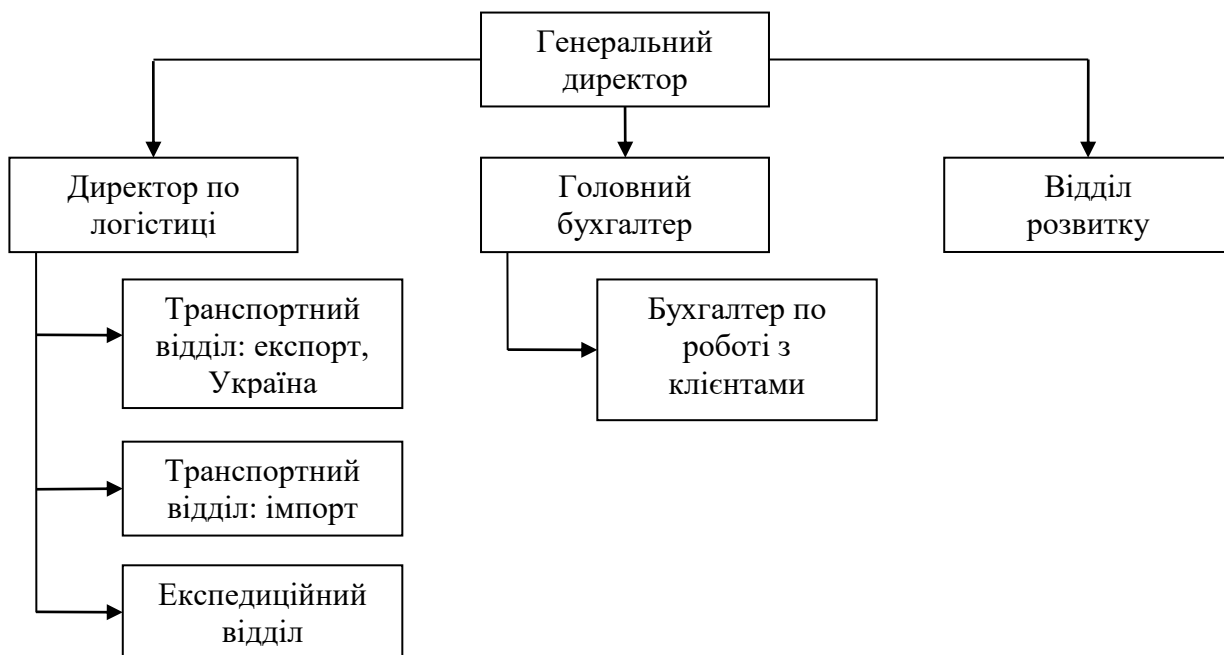 Генеральний
директор
Директор по
логістиці
Головний
бухгалтер
Відділ
розвитку
Транспортний
відділ: експорт,
Україна
Бухгалтер по
роботі з
клієнтами
Транспортний
відділ: імпорт
Експедиційний
відділ